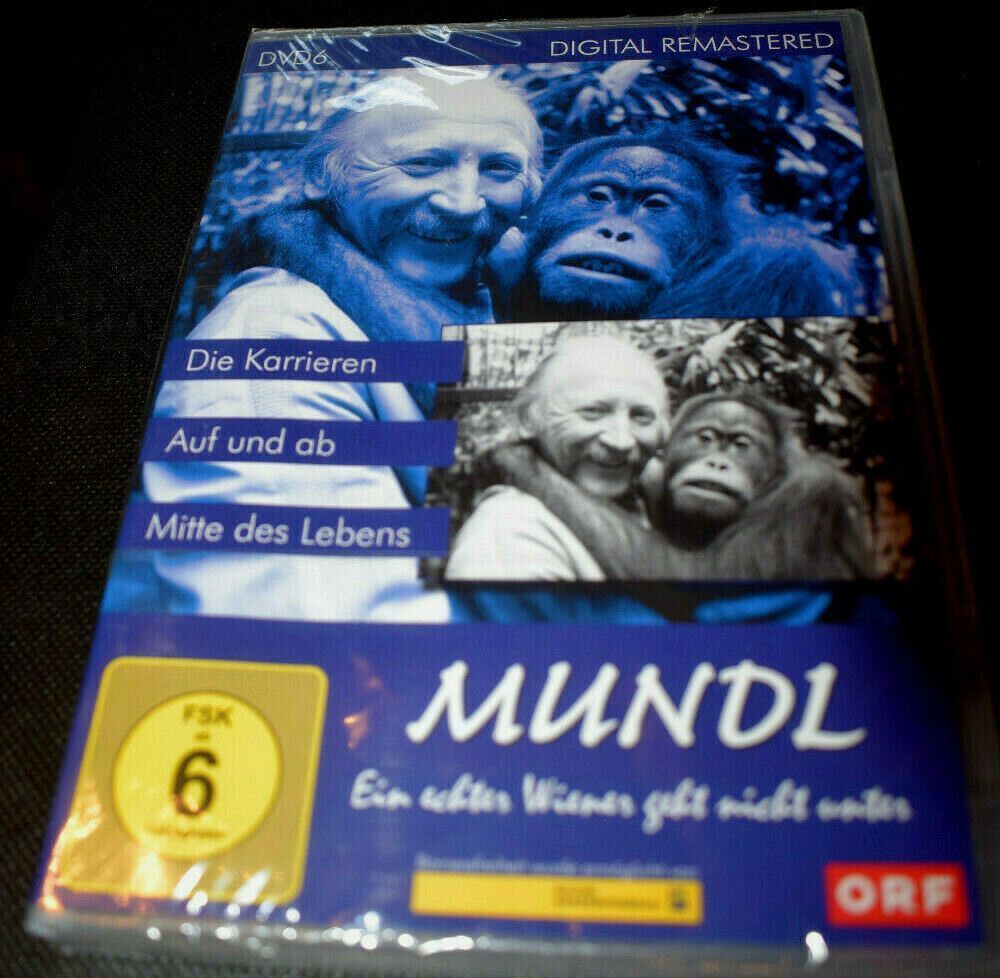 DVD6
DIGITAL REMASTERED
Die Karrieren
Auf und ab
Mitte des Lebens
MUNDL
Ein echter Wiener geht nicht unter
FSK
ab
6
ORF